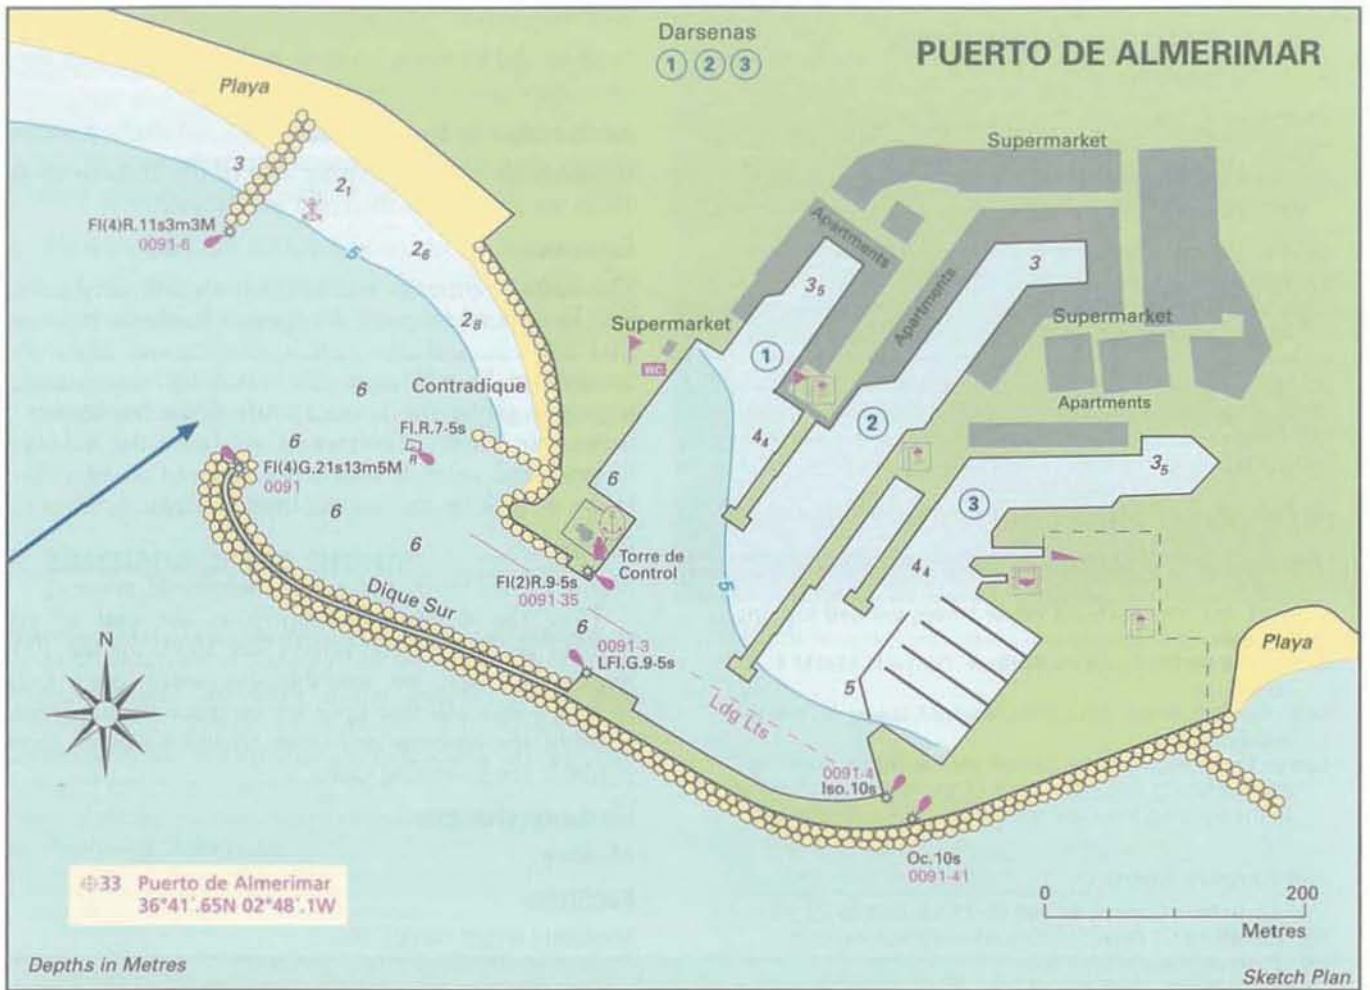 Darsenas
1 2 3
PUERTO DE ALMERIMAR
Playa
Supermarket
3
2₁
Apartments
Fl(4)R.11s3m3M
0091-6
5
2₆
3₅
3
Apartments
2₈
Supermarket
WC
Supermarket
1
6
Contradique
Apartments
2
Fl.R.7-5s
R
4₄
6
Fl(4)G.21s13m5M
0091
3₅
6
3
6
6
Torre de
Control
5
4₄
Fl(2)R.9-5s
0091-35
Dique Sur
6
0091-3
LFl.G.9-5s
N
Playa
5
Ldg Lts
0091-4
Iso.10s
Oc.10s
0091-41
33 Puerto de Almerimar
36°41'.65N 02°48'.1W
0 200
Metres
Depths in Metres
Sketch Plan